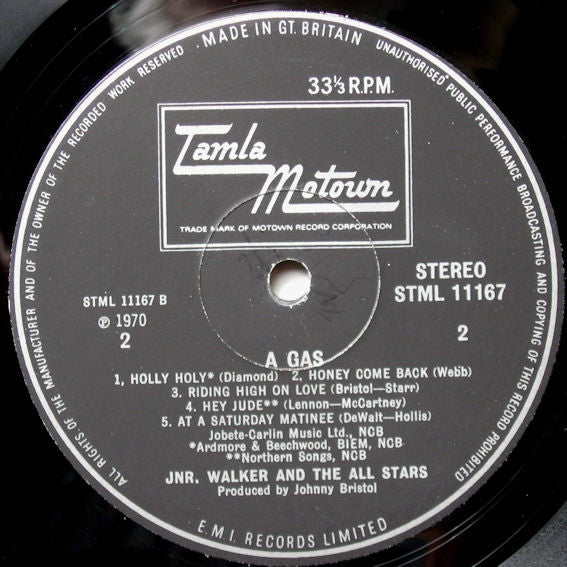 ALL RIGHTS OF THE MANUFACTURER AND OF THE OWNER OF THE RECORDED WORK RESERVED · MADE IN GT. BRITAIN · UNAUTHORISED PUBLIC PERFORMANCE BROADCASTING AND COPYING OF THIS RECORD PROHIBITED
33⅓ R.P.M.
Tamla
Motown
TRADE MARK OF MOTOWN RECORD CORPORATION
STML 11167 B
Ⓟ 1970
2
STEREO
STML 11167
2
A GAS
1, HOLLY HOLY* (Diamond) 2. HONEY COME BACK (Webb)
3. RIDING HIGH ON LOVE (Bristol—Starr)
4. HEY JUDE** (Lennon—McCartney)
5. AT A SATURDAY MATINEE (DeWalt—Hollis)
Jobete-Carlin Music Ltd., NCB
*Ardmore & Beechwood, BIEM, NCB
**Northern Songs, NCB
JNR. WALKER AND THE ALL STARS
Produced by Johnny Bristol
E.M.I. RECORDS LIMITED